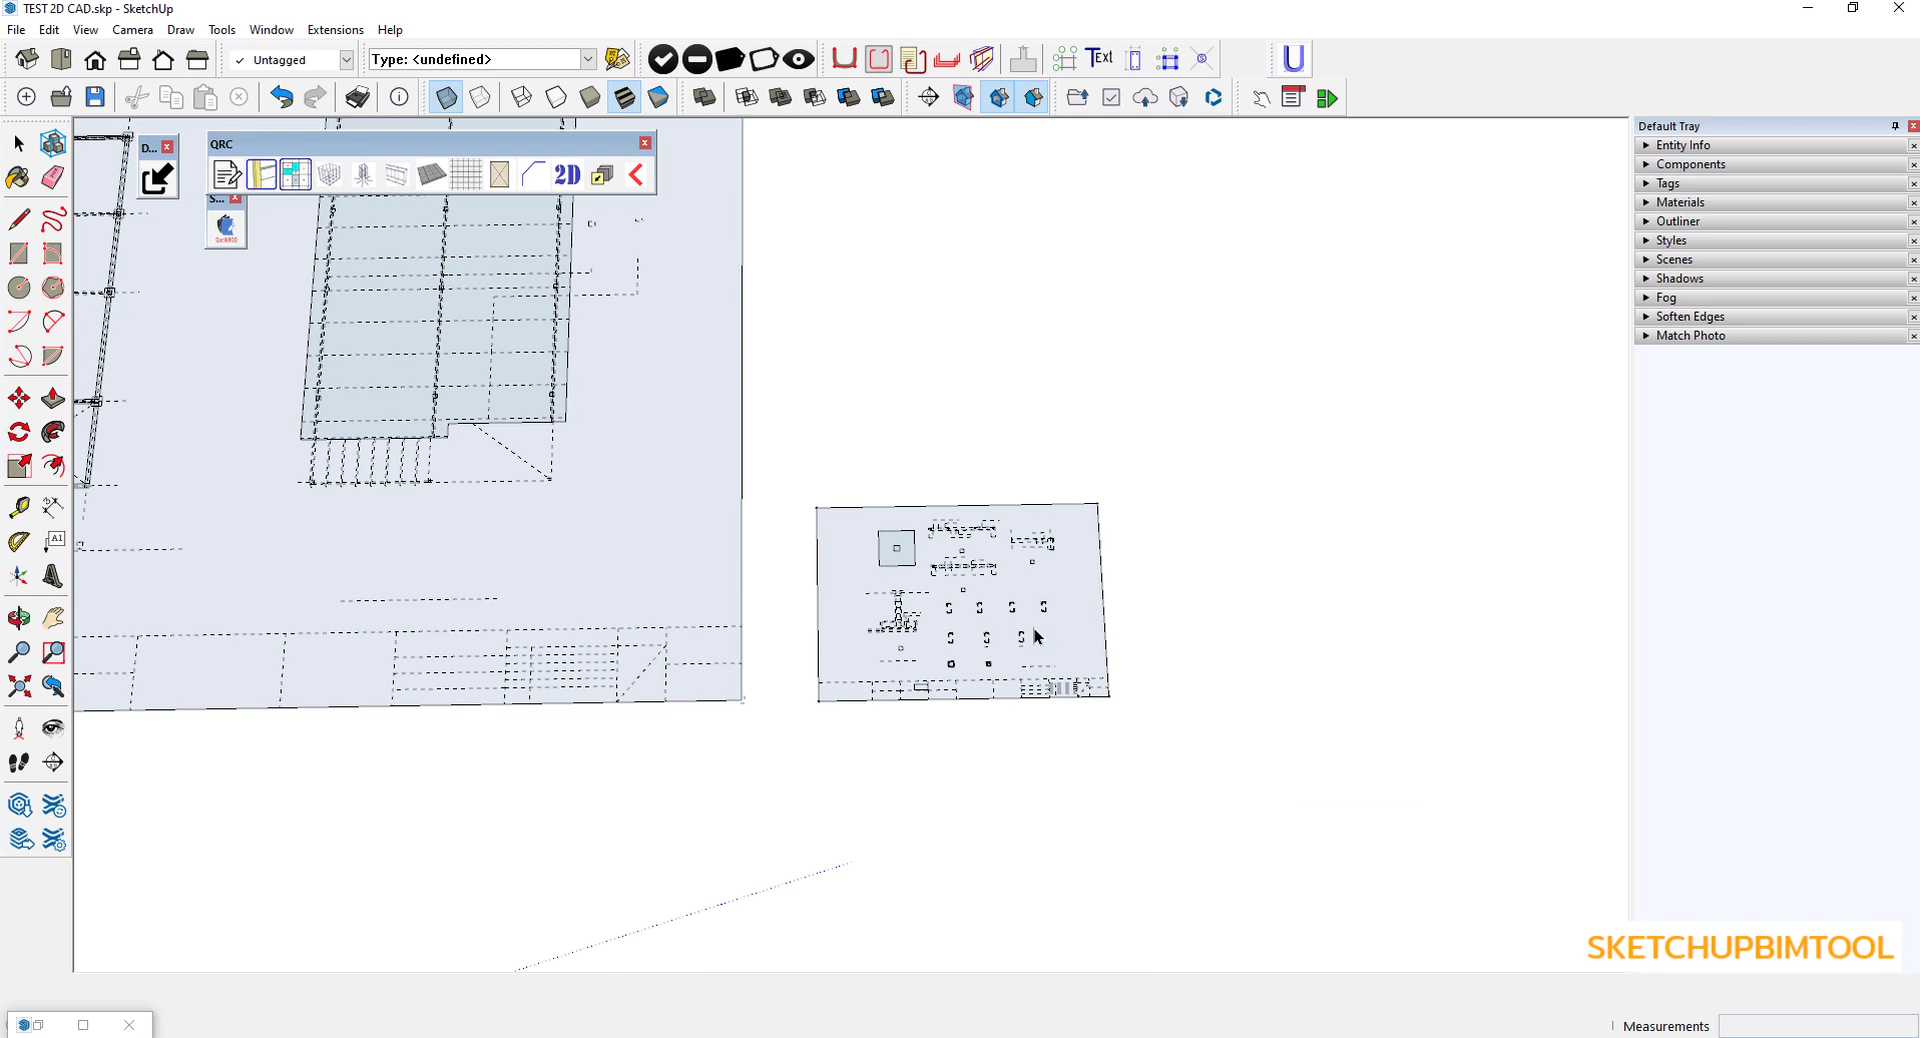 TEST 2D CAD.skp - SketchUp
File Edit View Camera Draw Tools Window Extensions Help
✓ Untagged
Type: <undefined>
Text
D...
QRC
2D
S...
QuickBOQ
A1
Default Tray
Entity Info
Components
Tags
Materials
Outliner
Styles
Scenes
Shadows
Fog
Soften Edges
Match Photo
SKETCHUPBIMTOOL
Measurements